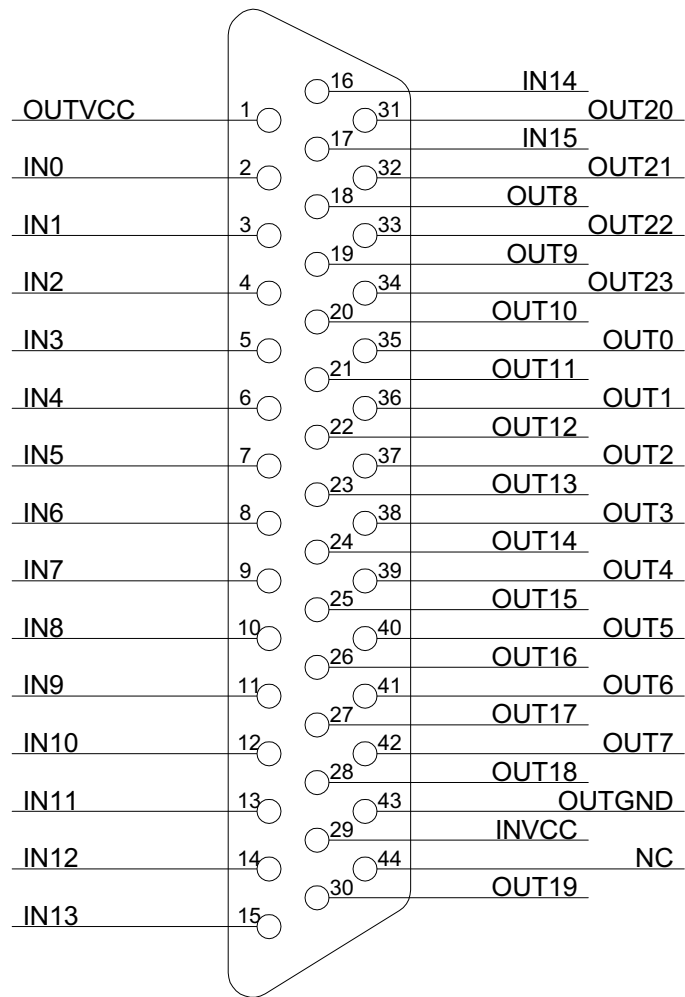 16 IN14
OUTVCC 1 31 OUT20
17 IN15
IN0 2 32 OUT21
18 OUT8
IN1 3 33 OUT22
19 OUT9
IN2 4 34 OUT23
20 OUT10
IN3 5 35 OUT0
21 OUT11
IN4 6 36 OUT1
22 OUT12
IN5 7 37 OUT2
23 OUT13
IN6 8 38 OUT3
24 OUT14
IN7 9 39 OUT4
25 OUT15
IN8 10 40 OUT5
26 OUT16
IN9 11 41 OUT6
27 OUT17
IN10 12 42 OUT7
28 OUT18
IN11 13 43 OUTGND
29 INVCC
IN12 14 44 NC
30 OUT19
IN13 15